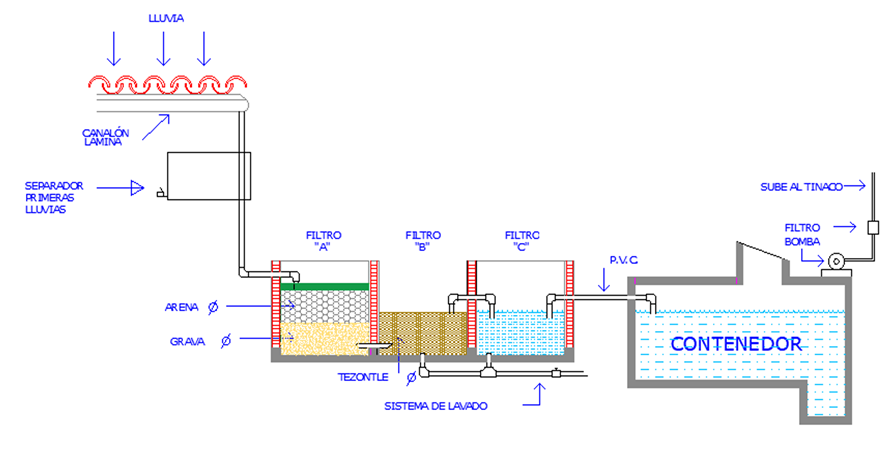 LLUVIA
CANALÓN
LAMINA
SEPARADOR
PRIMERAS
LLUVIAS
SUBE AL TINACO
FILTRO
BOMBA
FILTRO
"A"
FILTRO
"B"
FILTRO
"C"
P.V.C.
ARENA Ø
GRAVA Ø
CONTENEDOR
TEZONTLE Ø
SISTEMA DE LAVADO